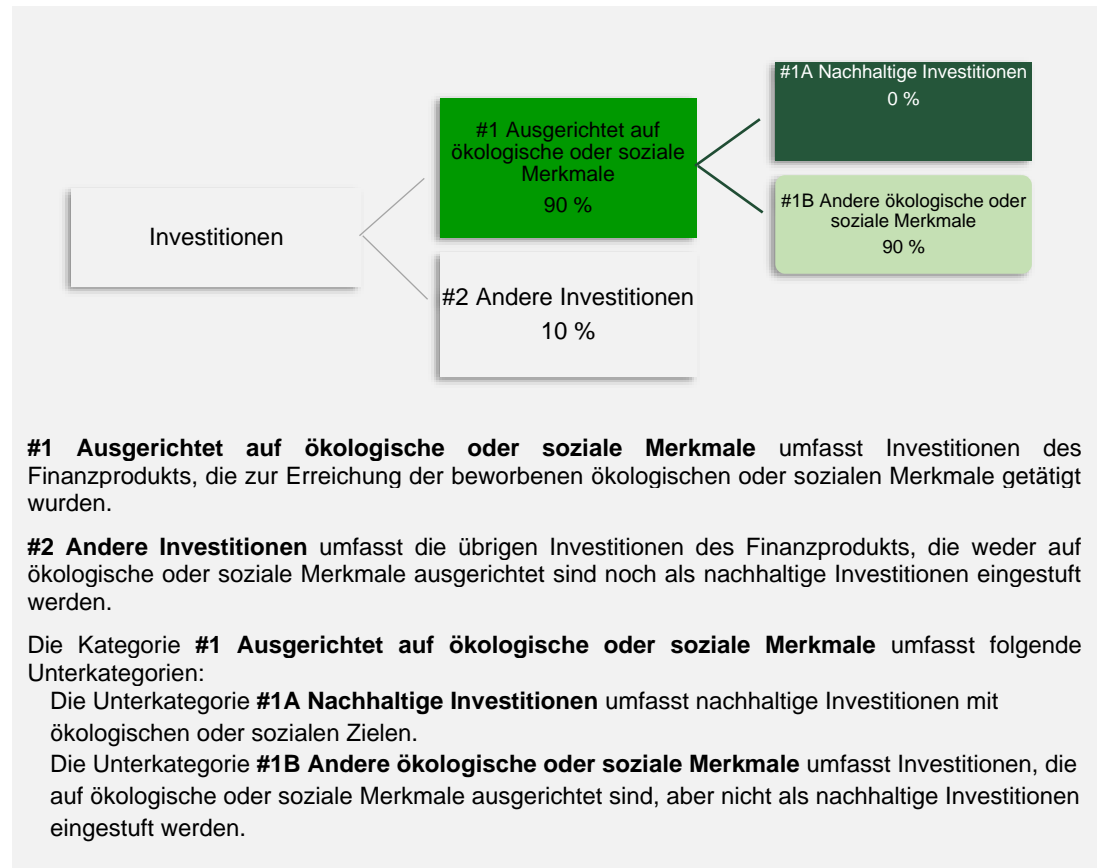 #1A Nachhaltige Investitionen
0 %
#1 Ausgerichtet auf
ökologische oder soziale
Merkmale
90 %
#1B Andere ökologische oder
soziale Merkmale
90 %
Investitionen
#2 Andere Investitionen
10 %
#1 Ausgerichtet auf ökologische oder soziale Merkmale umfasst Investitionen des
Finanzprodukts, die zur Erreichung der beworbenen ökologischen oder sozialen Merkmale getätigt
wurden.
#2 Andere Investitionen umfasst die übrigen Investitionen des Finanzprodukts, die weder auf
ökologische oder soziale Merkmale ausgerichtet sind noch als nachhaltige Investitionen eingestuft
werden.
Die Kategorie #1 Ausgerichtet auf ökologische oder soziale Merkmale umfasst folgende
Unterkategorien:
Die Unterkategorie #1A Nachhaltige Investitionen umfasst nachhaltige Investitionen mit
ökologischen oder sozialen Zielen.
Die Unterkategorie #1B Andere ökologische oder soziale Merkmale umfasst Investitionen, die
auf ökologische oder soziale Merkmale ausgerichtet sind, aber nicht als nachhaltige Investitionen
eingestuft werden.